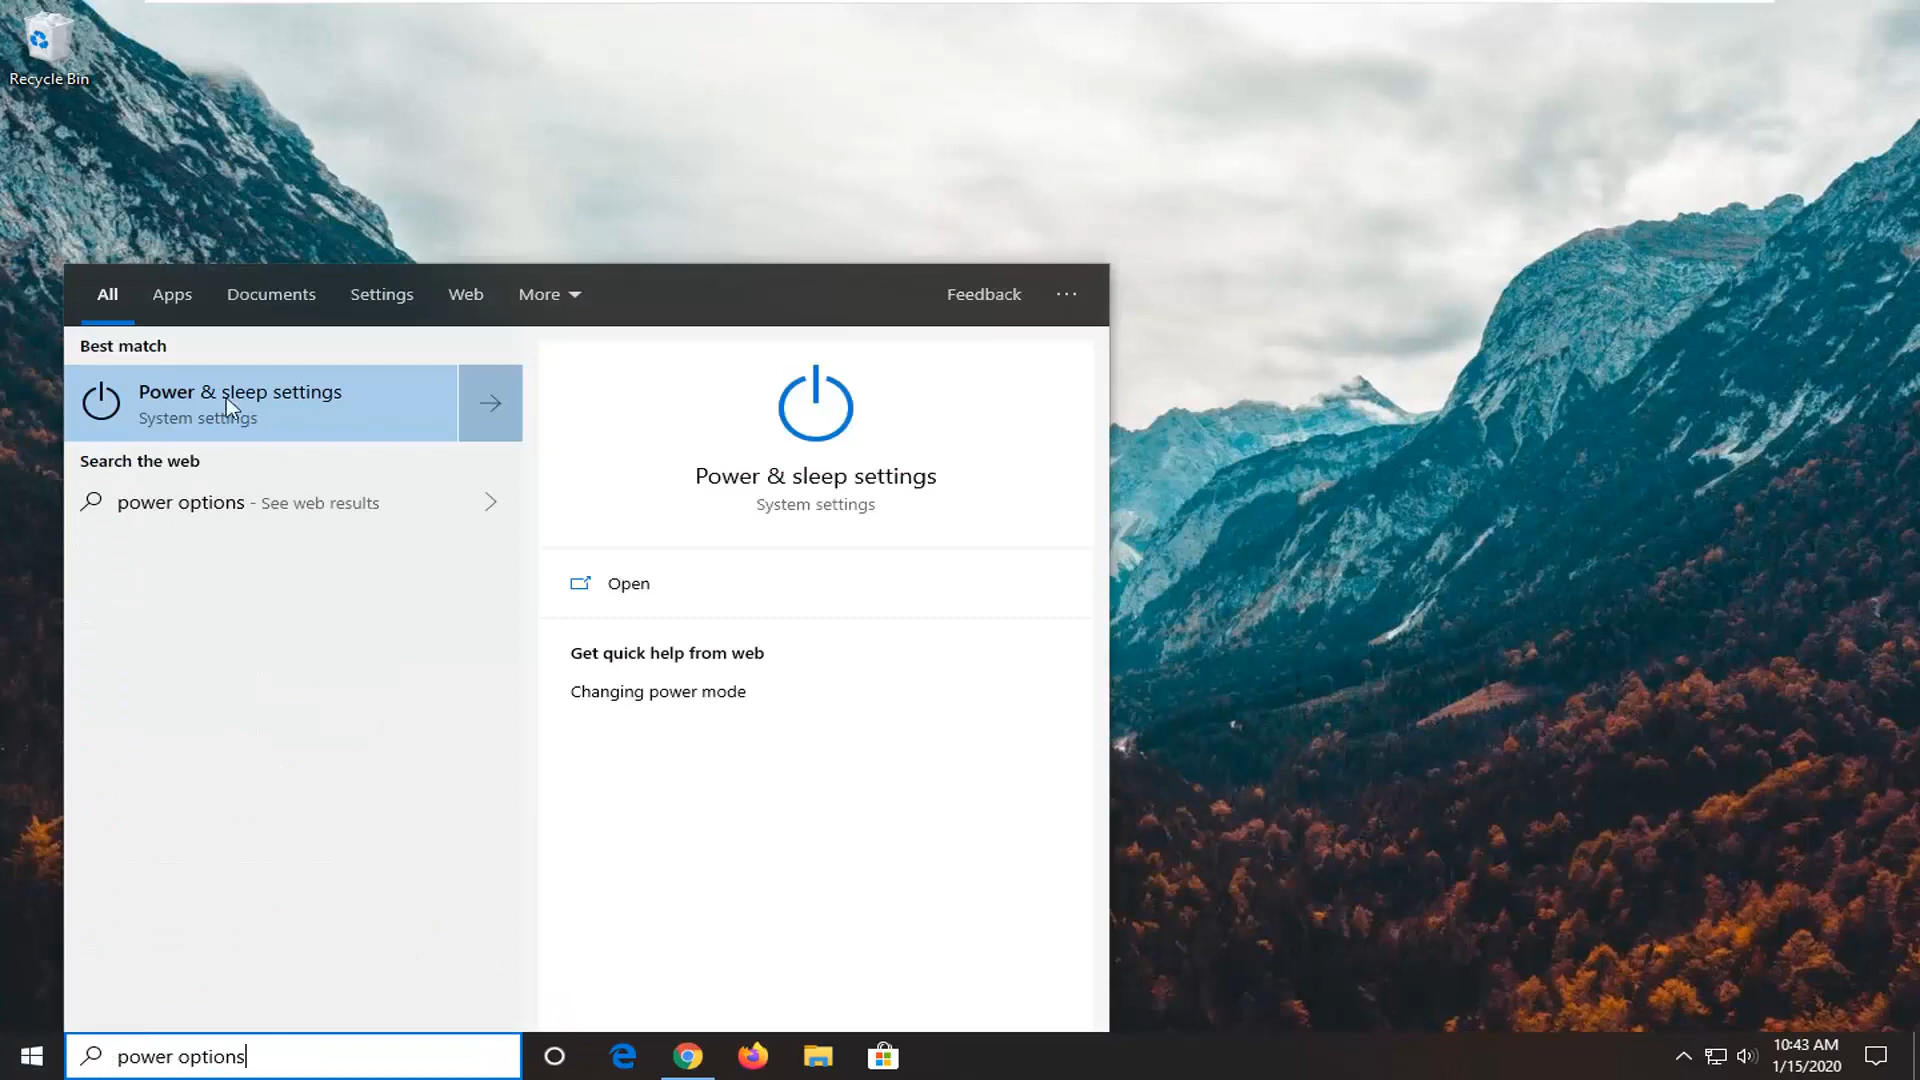 Recycle Bin
All Apps Documents Settings Web More Feedback ...
Best match
Power & sleep settings
System settings
Search the web
power options - See web results
Power & sleep settings
System settings
Open
Get quick help from web
Changing power mode
power options
10:43 AM
1/15/2020